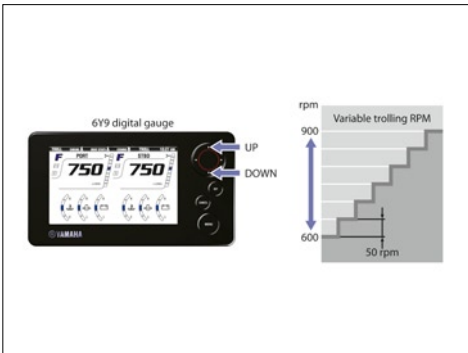 6Y9 digital gauge
F PORT
750
F STBD
750
YAMAHA
UP
DOWN
rpm
Variable trolling RPM
900
600
50 rpm